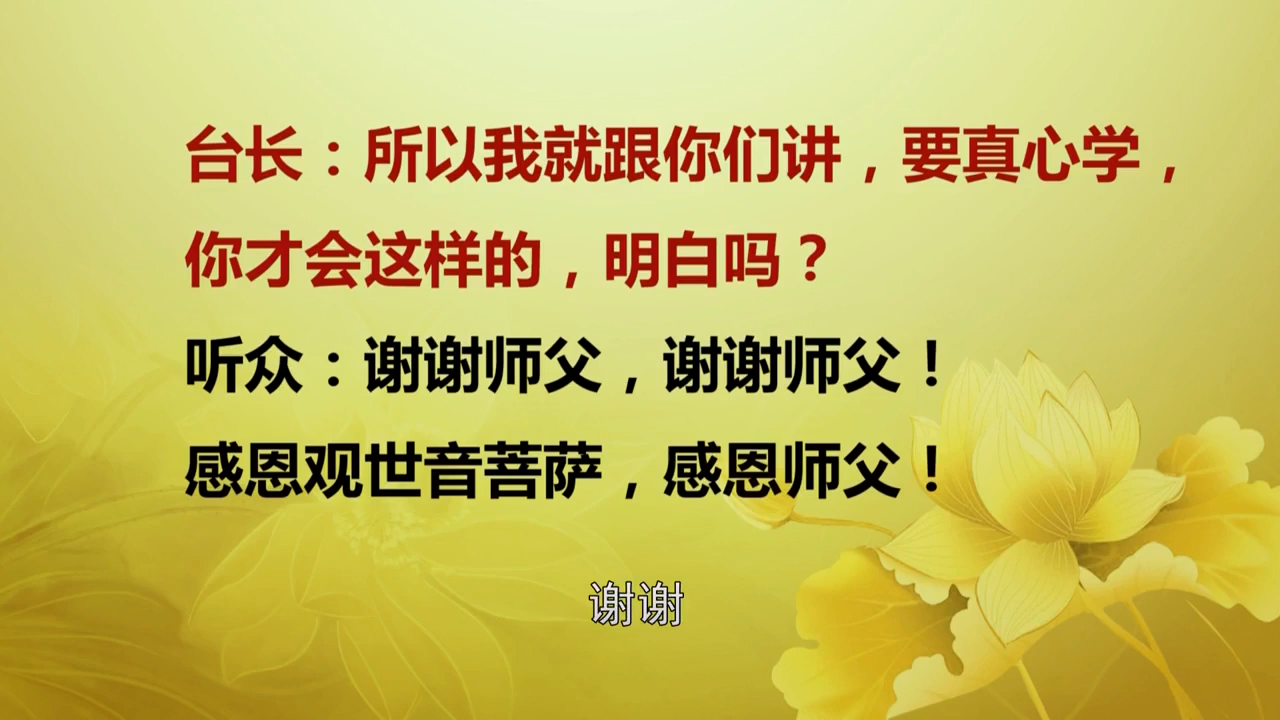 台长：所以我就跟你们讲，要真心学，
你才会这样的，明白吗？
听众：谢谢师父，谢谢师父！
感恩观世音菩萨，感恩师父！
谢谢